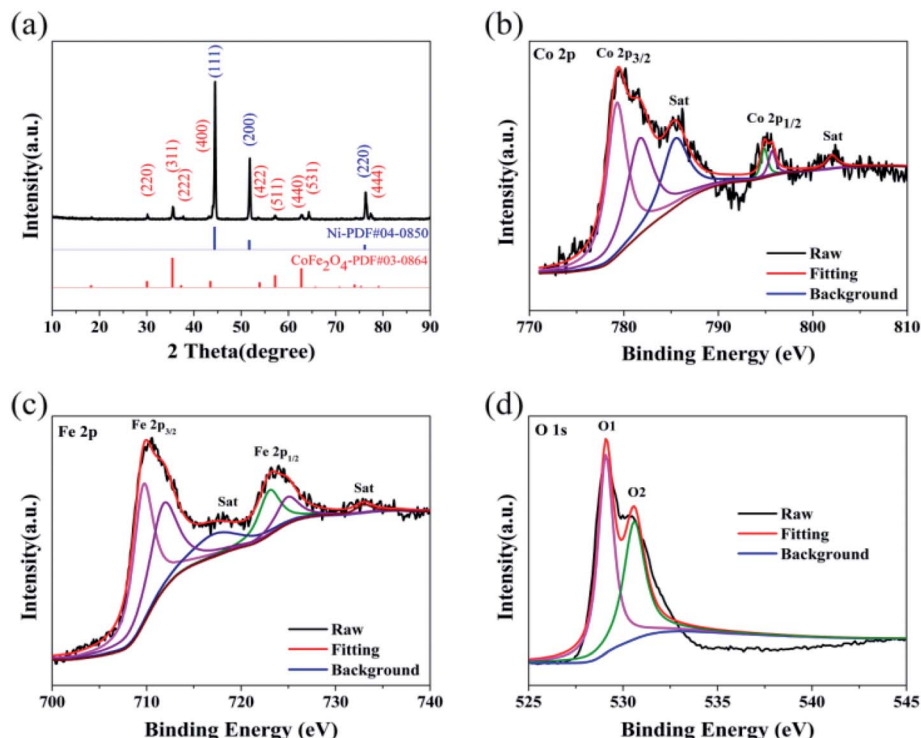 (a)
Intensity(a.u.)
(220)
(311)
(222)
(400)
(111)
(200)
(422)
(511)
(440)
(531)
(220)
(444)
Ni-PDF#04-0850
CoFe₂O₄-PDF#03-0864
10 20 30 40 50 60 70 80 90
2 Theta(degree)
(b)
Intensity(a.u.)
Co 2p
Co 2p3/2
Sat
Co 2p1/2
Sat
Raw
Fitting
Background
770 780 790 800 810
Binding Energy (eV)
(c)
Intensity(a.u.)
Fe 2p
Fe 2p3/2
Sat
Fe 2p1/2
Sat
Raw
Fitting
Background
700 710 720 730 740
Binding Energy (eV)
(d)
Intensity(a.u.)
O 1s
O1
O2
Raw
Fitting
Background
525 530 535 540 545
Binding Energy (eV)